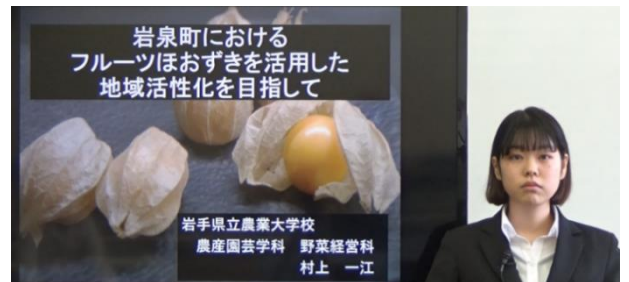 岩泉町における
フルーツほおずきを活用した
地域活性化を目指して
岩手県立農業大学校
農産園芸学科 野菜経営科
村上 一江